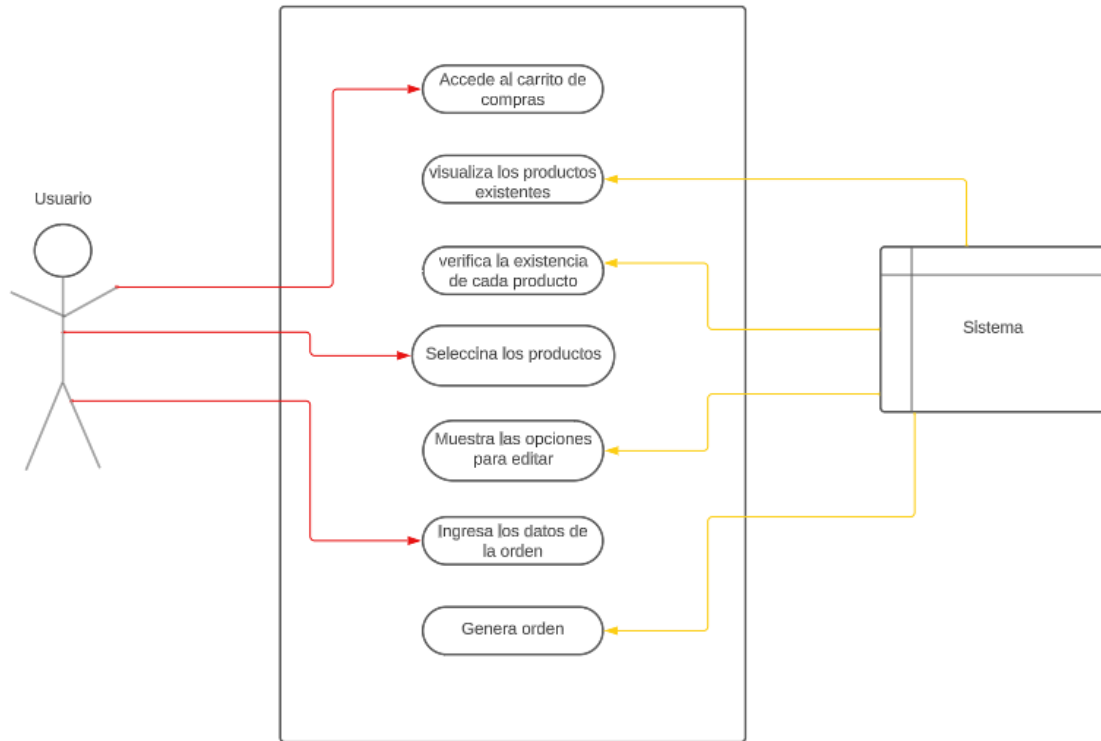 Accede al carrito de
compras
visualiza los productos
existentes
Usuario
verifica la existencia
de cada producto
Sistema
Seleccina los productos
Muestra las opciones
para editar
Ingresa los datos de
la orden
Genera orden